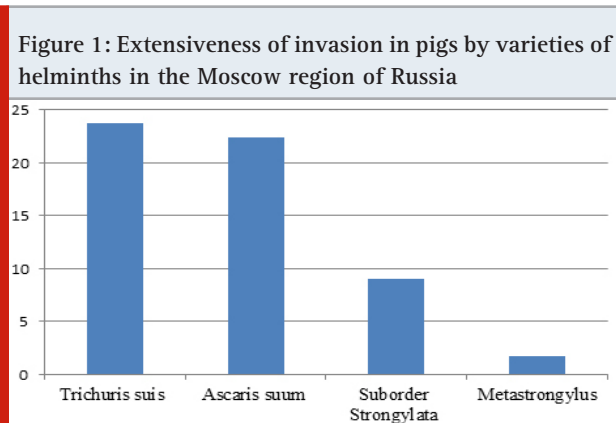 Figure 1: Extensiveness of invasion in pigs by varieties of
helminths in the Moscow region of Russia
25
20
15
10
5
0
Trichuris suis Ascaris suum Suborder Metastrongylus
Strongylata